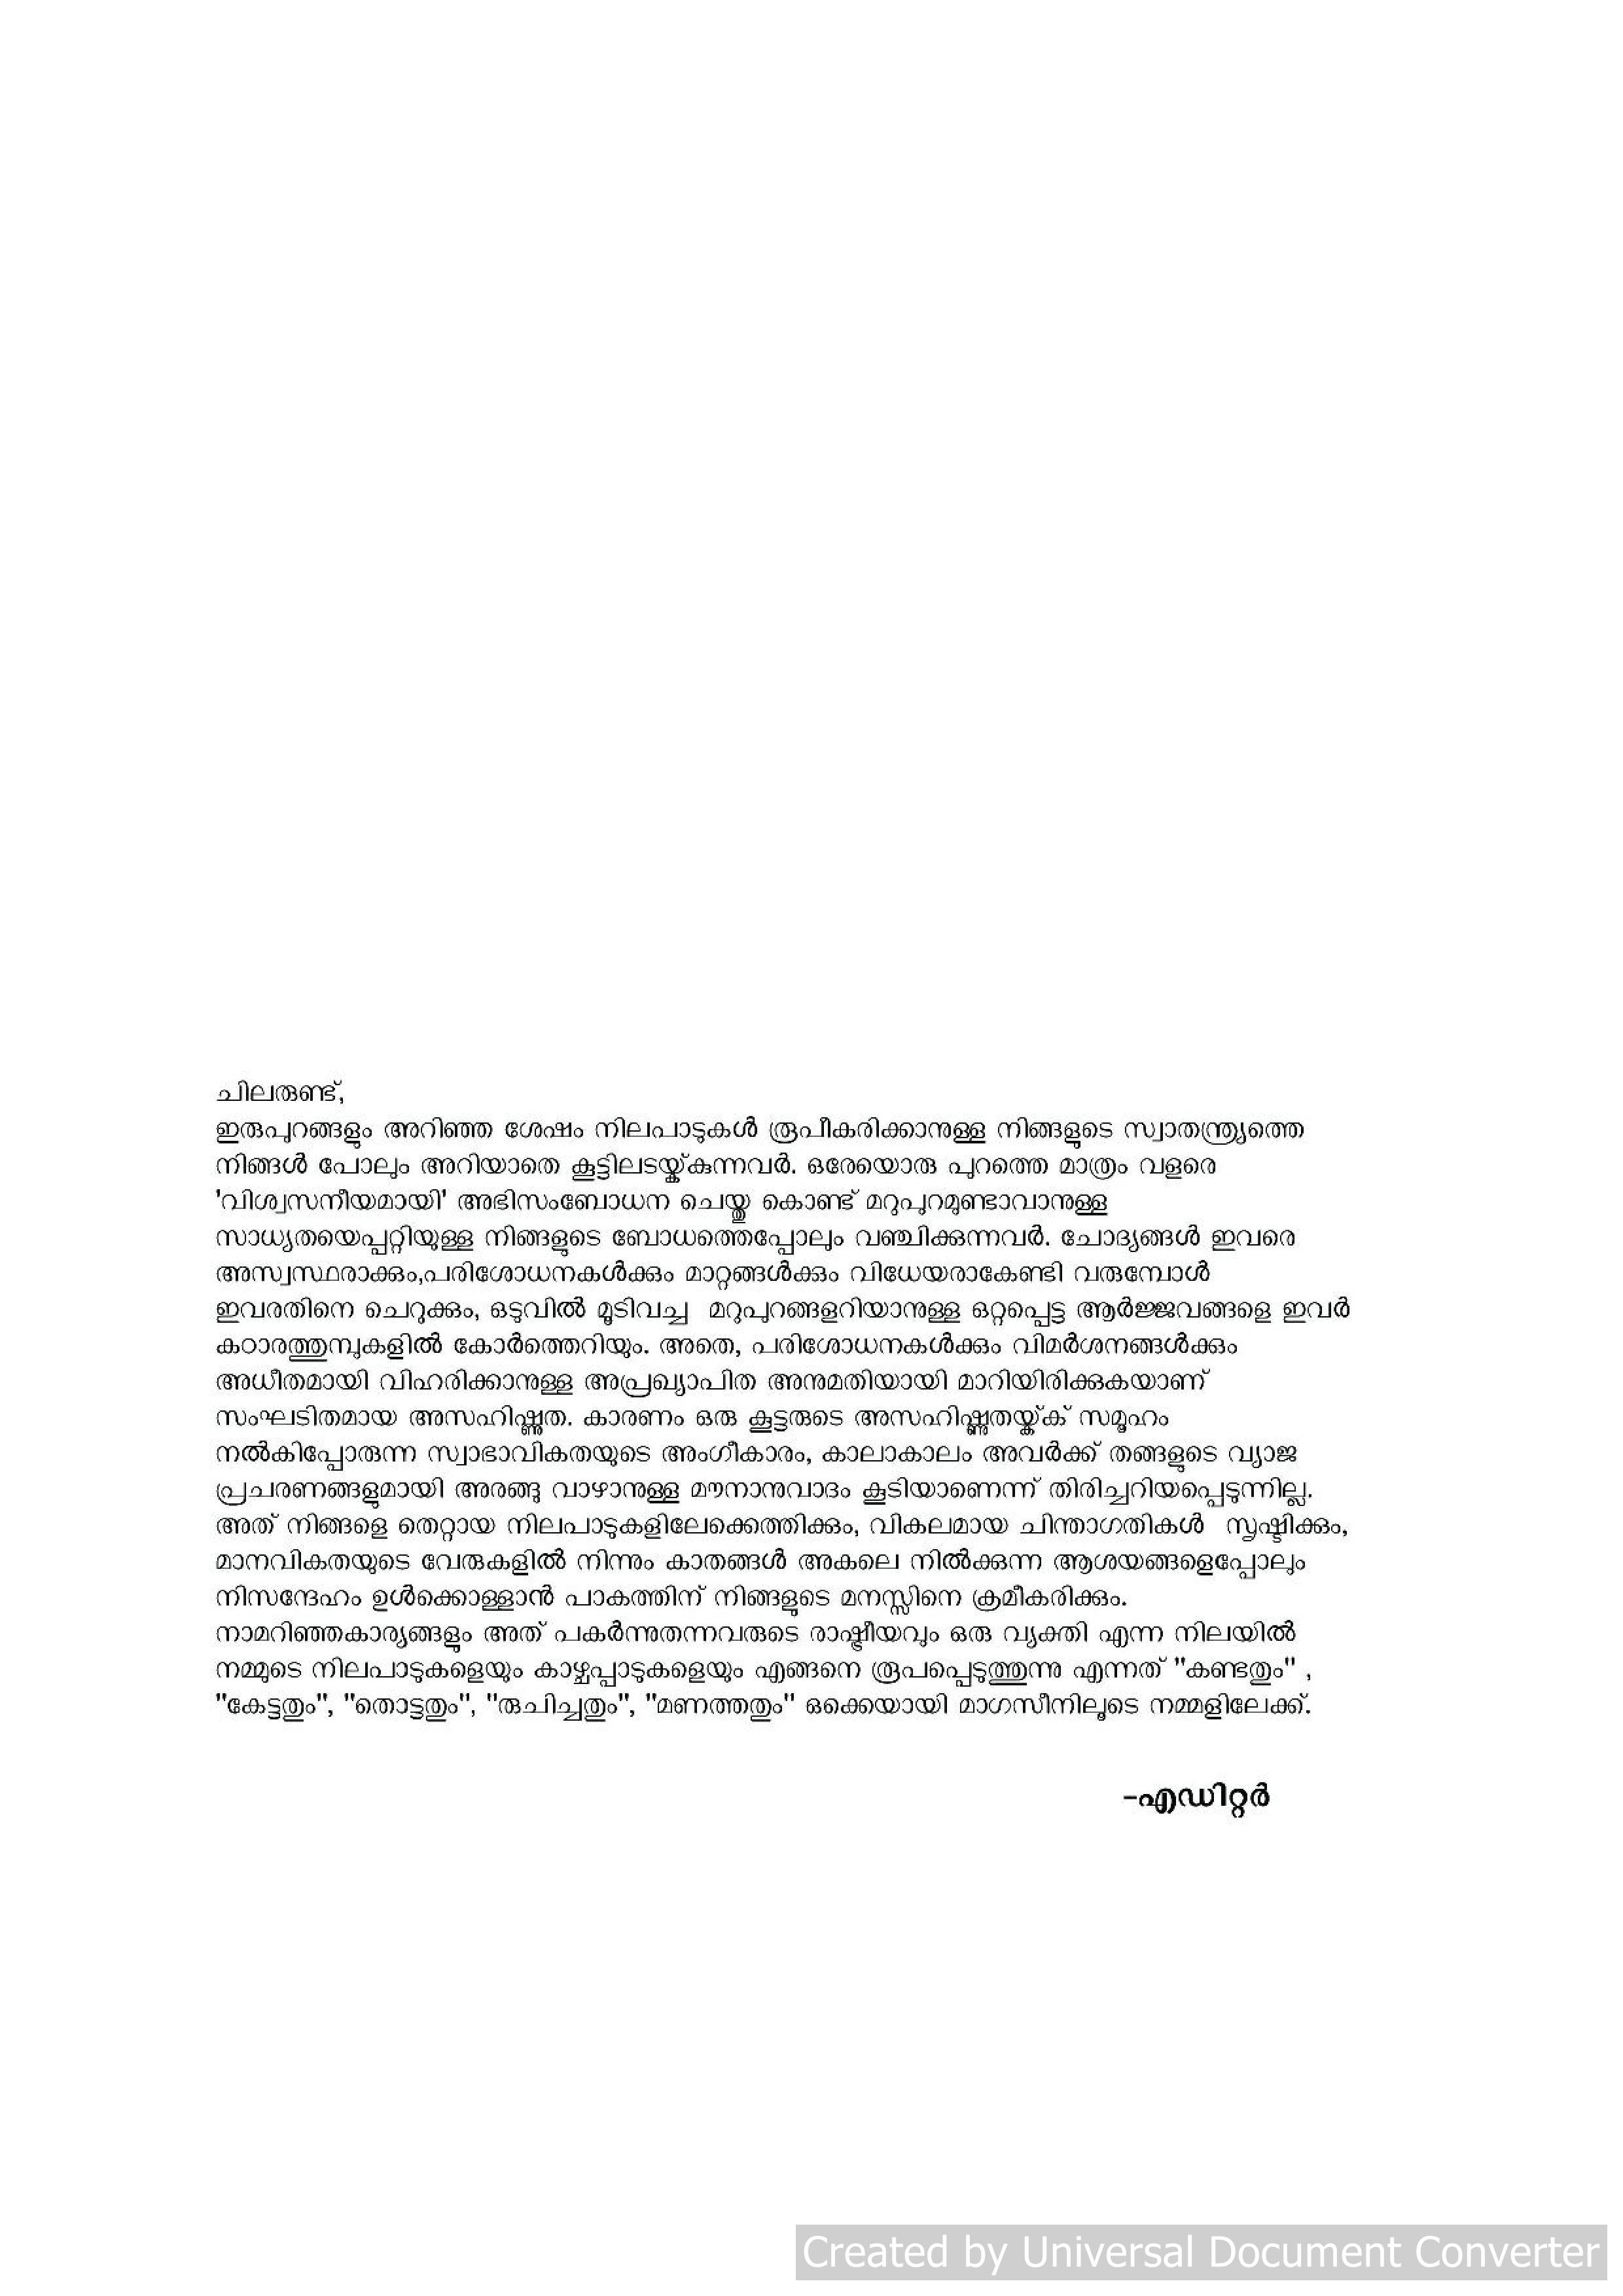 ചിലരുണ്ട്,
ഇരുപുറങ്ങളും അറിഞ്ഞ ശേഷം നിലപാടുകൾ രൂപീകരിക്കാനുള്ള നിങ്ങളുടെ സ്വാതന്ത്ര്യത്തെ
നിങ്ങൾ പോലും അറിയാതെ കൂട്ടിലടയ്ക്കുന്നവർ. ഒരേയൊരു പുറത്തെ മാത്രം വളരെ
'വിശ്വസനീയമായി' അഭിസംബോധന ചെയ്തു കൊണ്ട് മറുപുറമുണ്ടാവാനുള്ള
സാധ്യതയെപ്പറ്റിയുള്ള നിങ്ങളുടെ ബോധത്തെപ്പോലും വഞ്ചിക്കുന്നവർ. ചോദ്യങ്ങൾ ഇവരെ
അസ്വസ്ഥരാക്കും,പരിശോധനകൾക്കും മാറ്റങ്ങൾക്കും വിധേയരാകേണ്ടി വരുമ്പോൾ
ഇവരതിനെ ചെറുക്കും, ഒടുവിൽ മൂടിവച്ച മറുപുറങ്ങളറിയാനുള്ള ഒറ്റപ്പെട്ട ആർജ്ജവങ്ങളെ ഇവർ
കഠാരത്തുമ്പുകളിൽ കോർത്തെറിയും. അതെ, പരിശോധനകൾക്കും വിമർശനങ്ങൾക്കും
അധീതമായി വിഹരിക്കാനുള്ള അപ്രഖ്യാപിത അനുമതിയായി മാറിയിരിക്കുകയാണ്
സംഘടിതമായ അസഹിഷ്ണുത. കാരണം ഒരു കൂട്ടരുടെ അസഹിഷ്ണുതയ്ക്ക് സമൂഹം
നൽകിപ്പോരുന്ന സ്വാഭാവികതയുടെ അംഗീകാരം, കാലാകാലം അവർക്ക് തങ്ങളുടെ വ്യാജ
പ്രചരണങ്ങളുമായി അരങ്ങു വാഴാനുള്ള മൗനാനുവാദം കൂടിയാണെന്ന് തിരിച്ചറിയപ്പെടുന്നില്ല.
അത് നിങ്ങളെ തെറ്റായ നിലപാടുകളിലേക്കെത്തിക്കും, വികലമായ ചിന്താഗതികൾ സൃഷ്ടിക്കും,
മാനവികതയുടെ വേരുകളിൽ നിന്നും കാതങ്ങൾ അകലെ നിൽക്കുന്ന ആശയങ്ങളെപ്പോലും
നിസന്ദേഹം ഉൾക്കൊള്ളാൻ പാകത്തിന് നിങ്ങളുടെ മനസ്സിനെ ക്രമീകരിക്കും.
നാമറിഞ്ഞകാര്യങ്ങളും അത് പകർന്നുതന്നവരുടെ രാഷ്ട്രീയവും ഒരു വ്യക്തി എന്ന നിലയിൽ
നമ്മുടെ നിലപാടുകളെയും കാഴ്ചപ്പാടുകളെയും എങ്ങനെ രൂപപ്പെടുത്തുന്നു എന്നത് "കണ്ടതും" ,
"കേട്ടതും", "തൊട്ടതും", "രുചിച്ചതും", "മണത്തതും" ഒക്കെയായി മാഗസീനിലൂടെ നമ്മളിലേക്ക്.
-എഡിറ്റർ
Created by Universal Document Converter